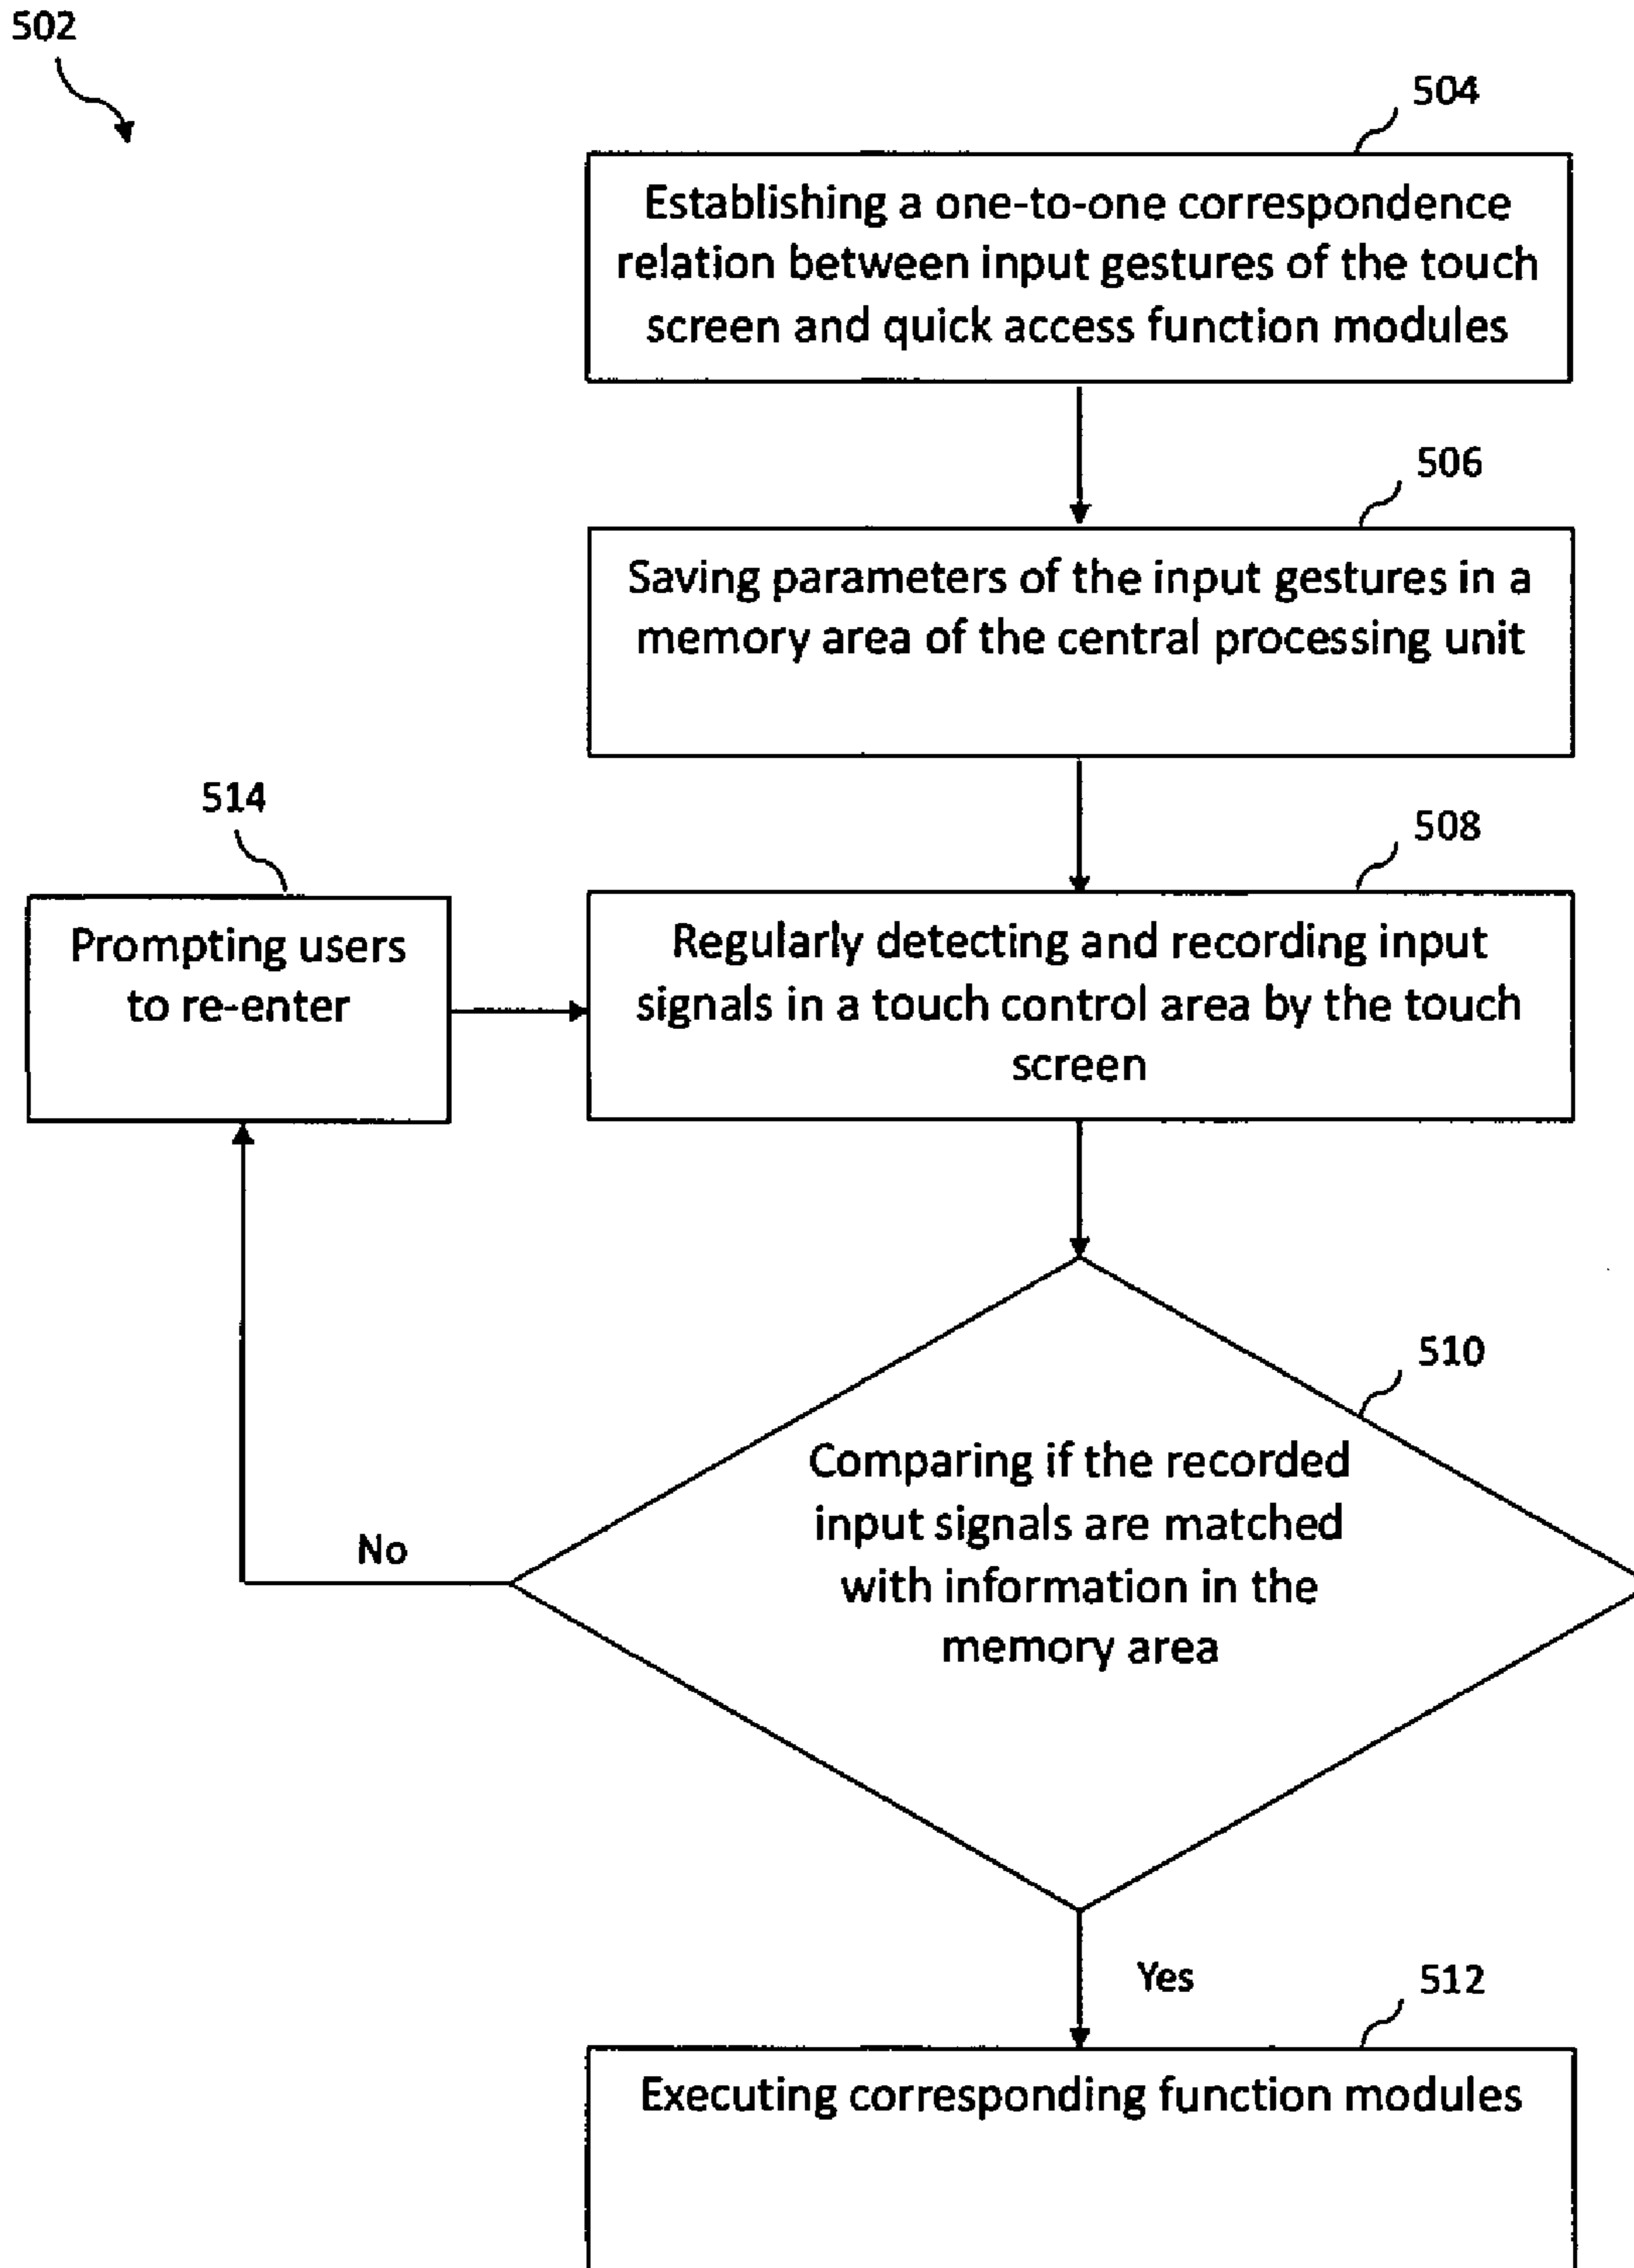 502
504
Establishing a one-to-one correspondence
relation between input gestures of the touch
screen and quick access function modules
506
Saving parameters of the input gestures in a
memory area of the central processing unit
514
508
Prompting users
to re-enter
Regularly detecting and recording input
signals in a touch control area by the touch
screen
510
Comparing if the recorded
input signals are matched
with information in the
memory area
No
Yes
512
Executing corresponding function modules